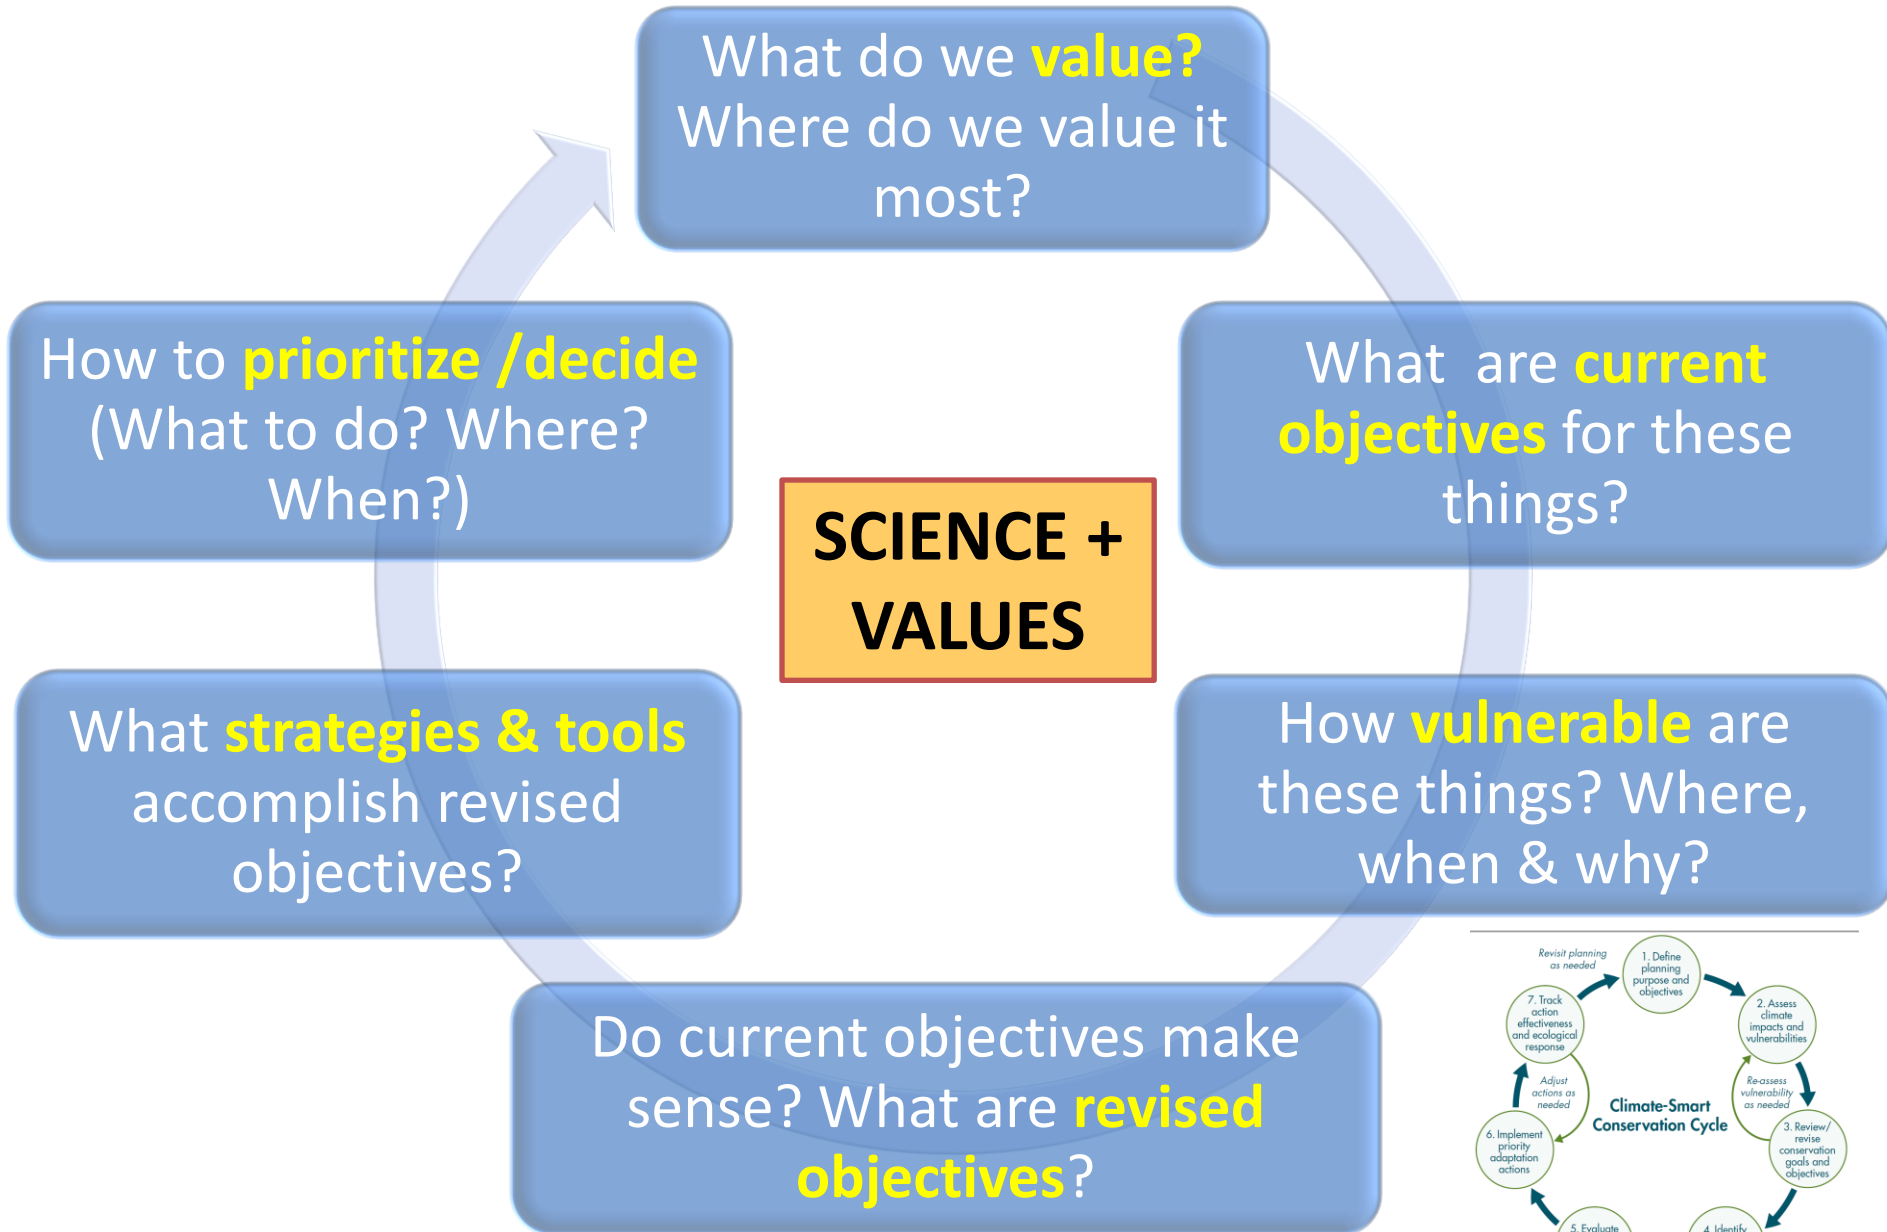 What do we value?
Where do we value it
most?
What are current
objectives for these
things?
How vulnerable are
these things? Where,
when & why?
Do current objectives make
sense? What are revised
objectives?
What strategies & tools
accomplish revised
objectives?
How to prioritize /decide
(What to do? Where?
When?)
SCIENCE +
VALUES
Revisit planning
as needed
1. Define
planning
purpose and
objectives
2. Assess
climate
impacts and
vulnerabilities
Re-assess
vulnerability
as needed
3. Review/
revise
conservation
goals and
objectives
4. Identify
5. Evaluate
6. Implement
priority
adaptation
actions
Adjust
actions as
needed
7. Track
action
effectiveness
and ecological
response
Climate-Smart
Conservation Cycle